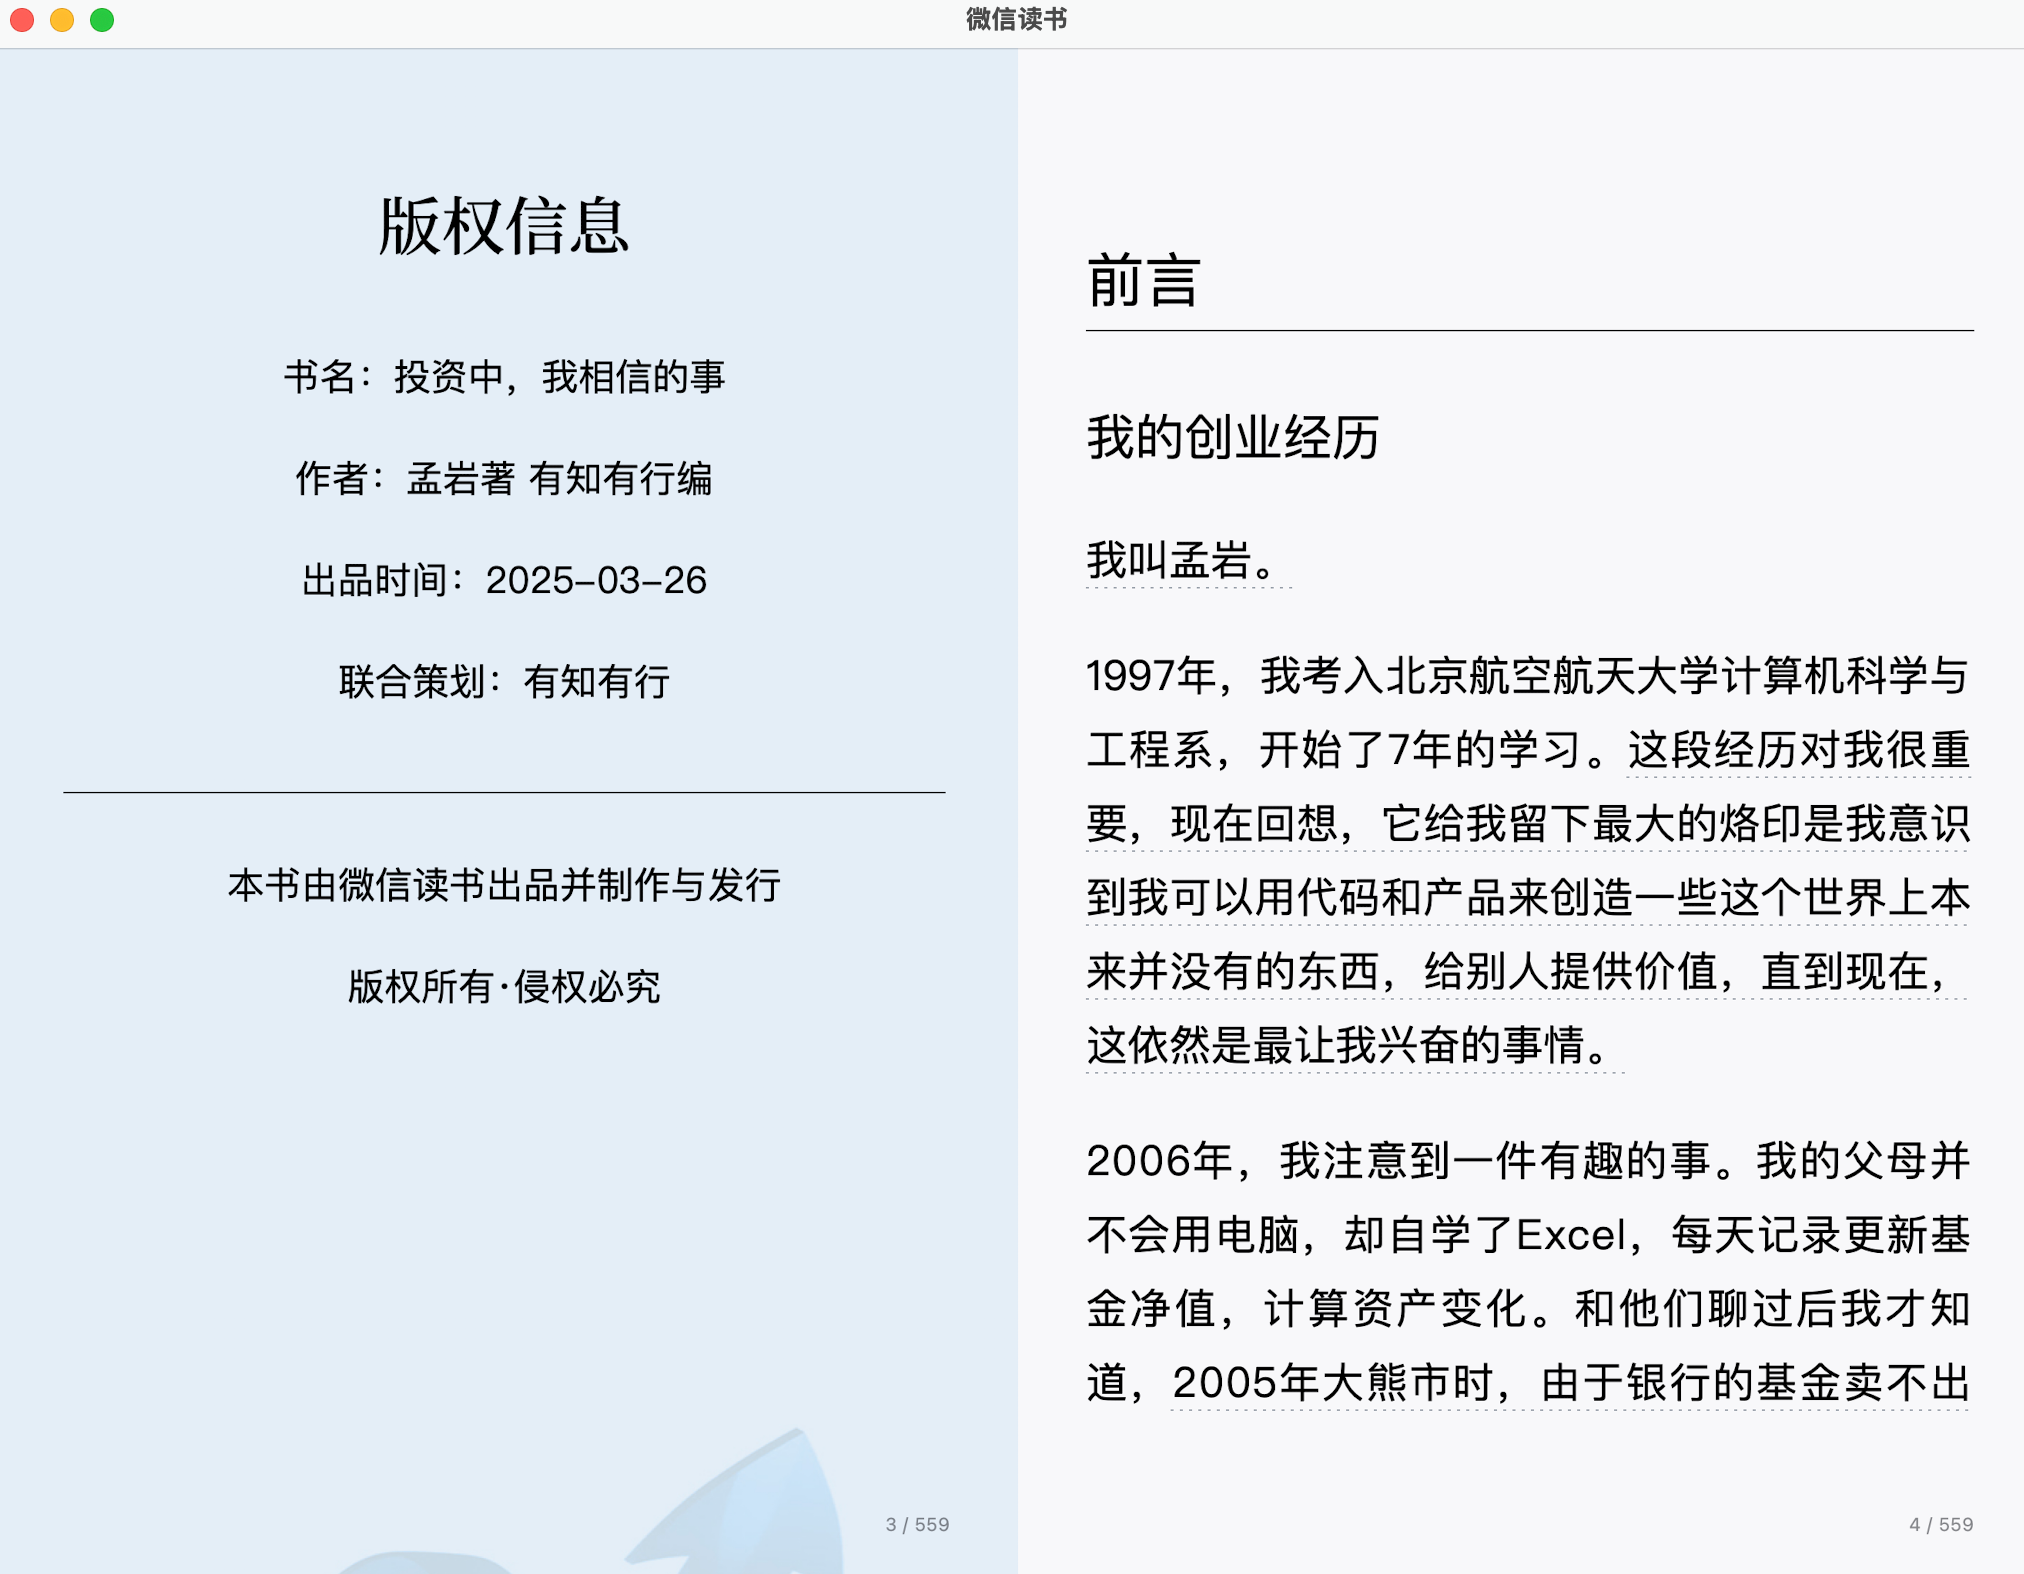 微信读书
版权信息
书名：投资中，我相信的事
作者：孟岩著 有知有行编
出品时间：2025-03-26
联合策划：有知有行
本书由微信读书出品并制作与发行
版权所有·侵权必究
3 / 559
前言
我的创业经历
我叫孟岩。
1997年，我考入北京航空航天大学计算机科学与
工程系，开始了7年的学习。这段经历对我很重
要，现在回想，它给我留下最大的烙印是我意识
到我可以用代码和产品来创造一些这个世界上本
来并没有的东西，给别人提供价值，直到现在，
这依然是最让我兴奋的事情。
2006年，我注意到一件有趣的事。我的父母并
不会用电脑，却自学了Excel，每天记录更新基
金净值，计算资产变化。和他们聊过后我才知
道，2005年大熊市时，由于银行的基金卖不出
4 / 559